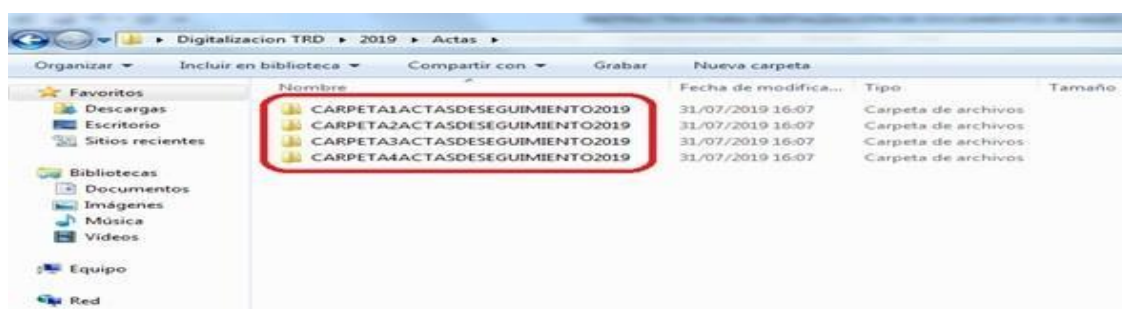 Digitalizacion TRD ▸ 2019 ▸ Actas ▸
Organizar Incluir en biblioteca Compartir con Grabar Nueva carpeta
Nombre Fecha de modifica... Tipo Tamaño
Favoritos
Descargas
Escritorio
Sitios recientes
Bibliotecas
Documentos
Imágenes
Música
Vídeos
Equipo
Red
CARPETA1ACTASDESEGUIMIENTO2019 31/07/2019 16:07 Carpeta de archivos
CARPETA2ACTASDESEGUIMIENTO2019 31/07/2019 16:07 Carpeta de archivos
CARPETA3ACTASDESEGUIMIENTO2019 31/07/2019 16:07 Carpeta de archivos
CARPETA4ACTASDESEGUIMIENTO2019 31/07/2019 16:07 Carpeta de archivos